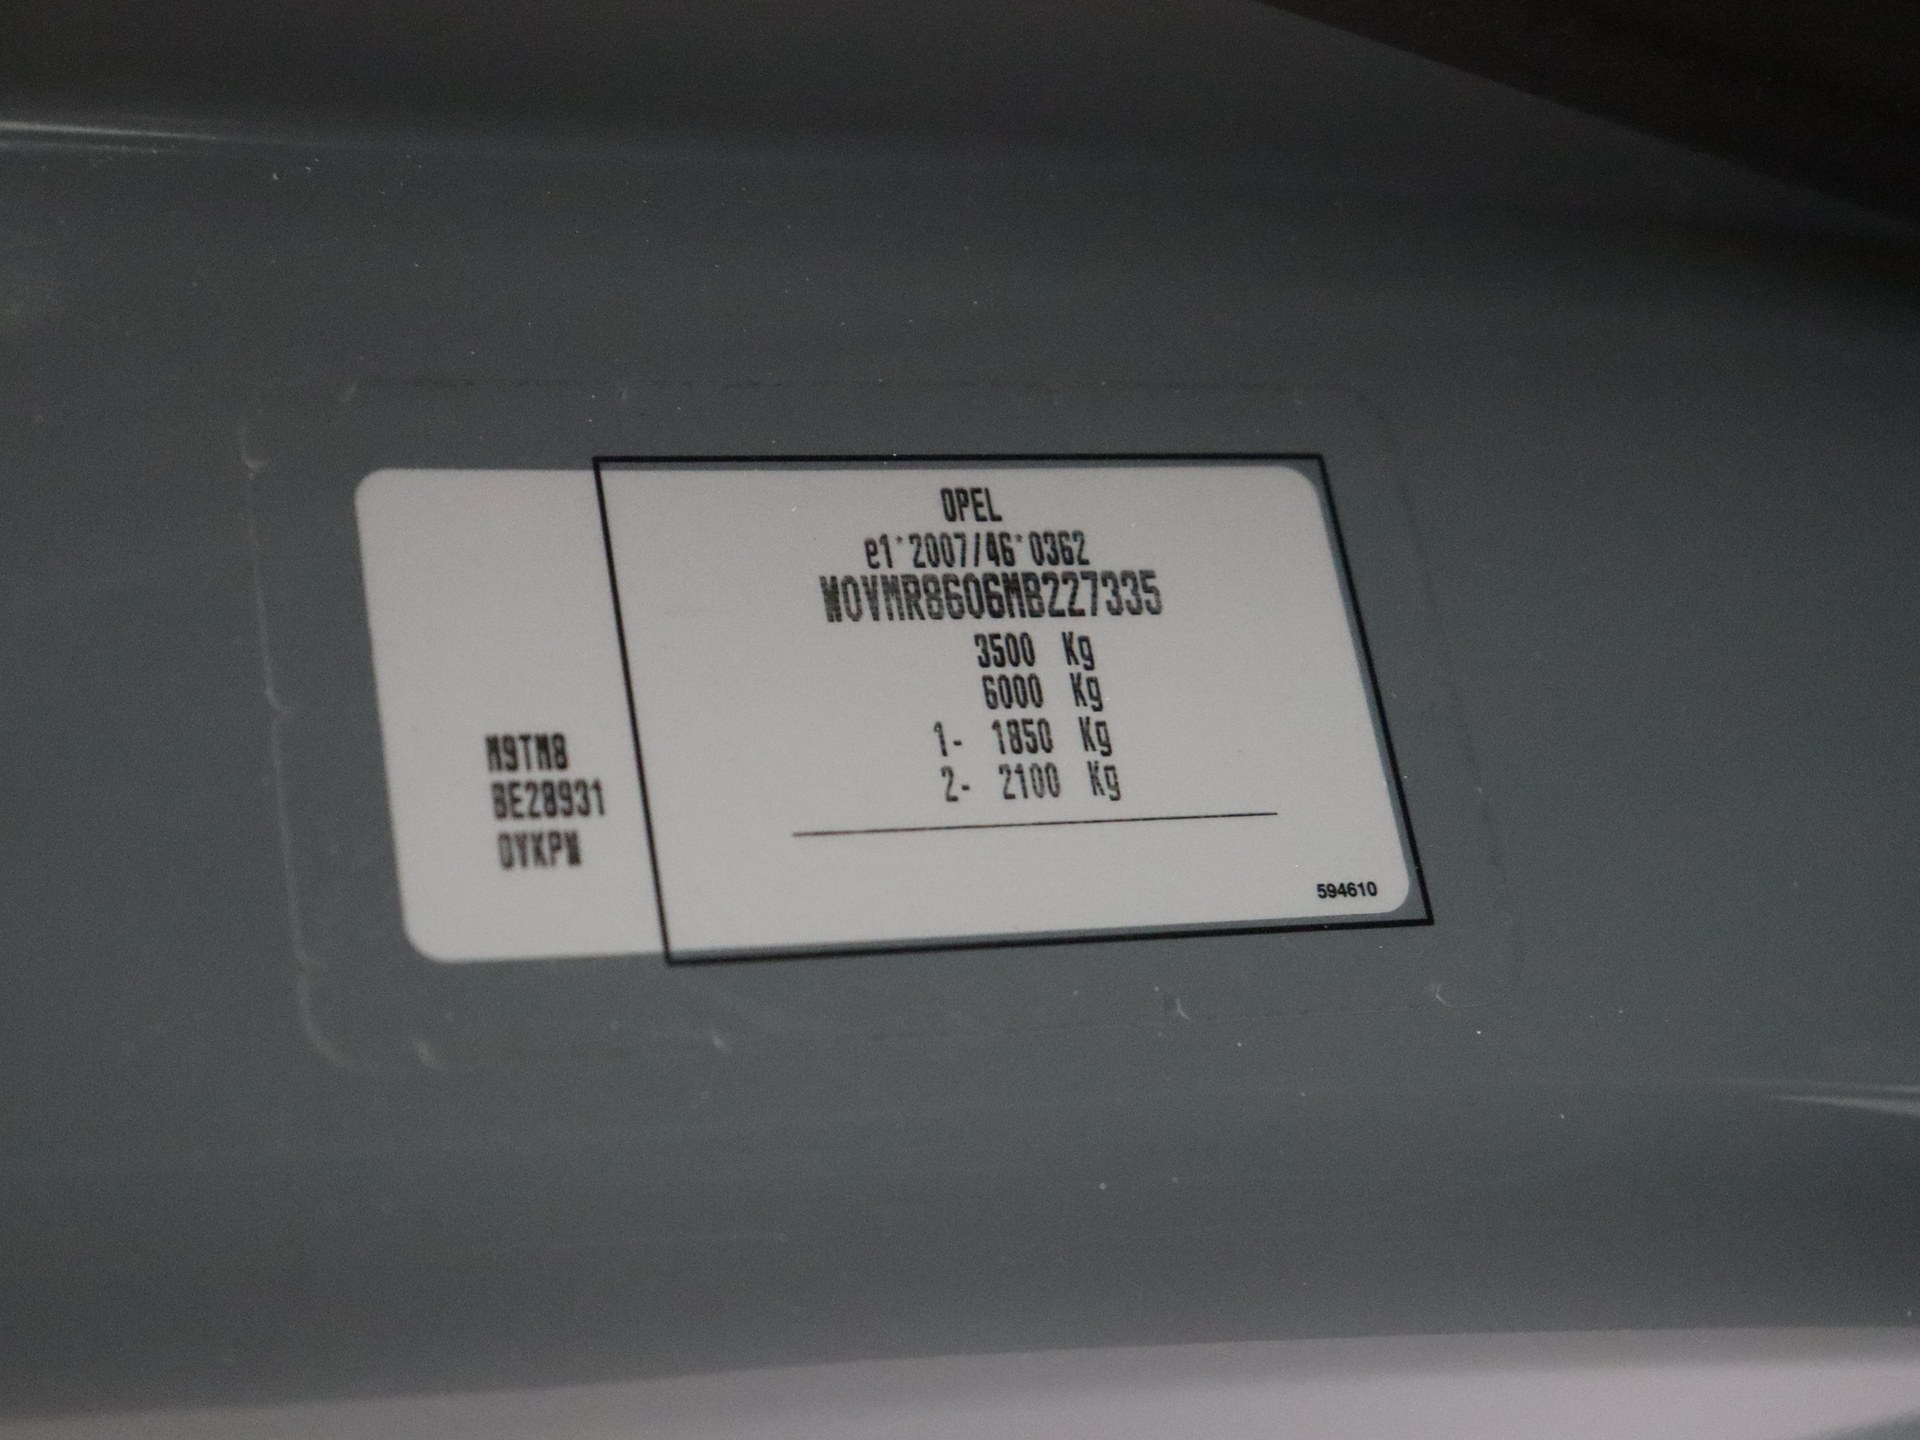 OPEL
e1*2007/46*0362
W0VMR8606MB227335
3500 Kg
6000 Kg
1- 1850 Kg
2- 2100 Kg
M9TM8
BE28931
0VKPW
594610